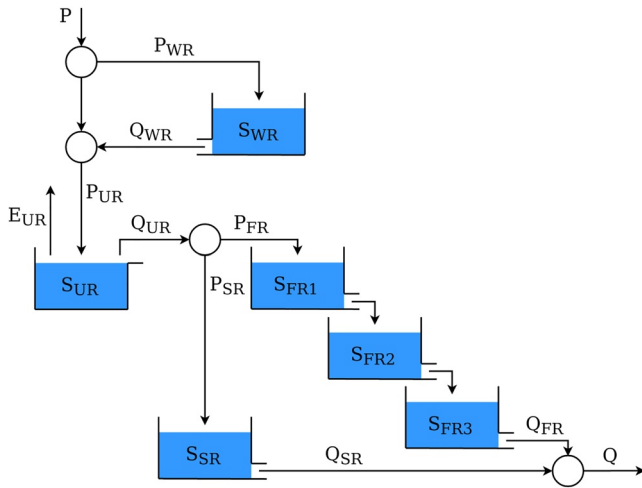 P
P_WR
S_WR
Q_WR
P_UR
E_UR
Q_UR
P_FR
S_UR
P_SR
S_FR1
S_FR2
S_FR3
Q_FR
S_SR
Q_SR
Q